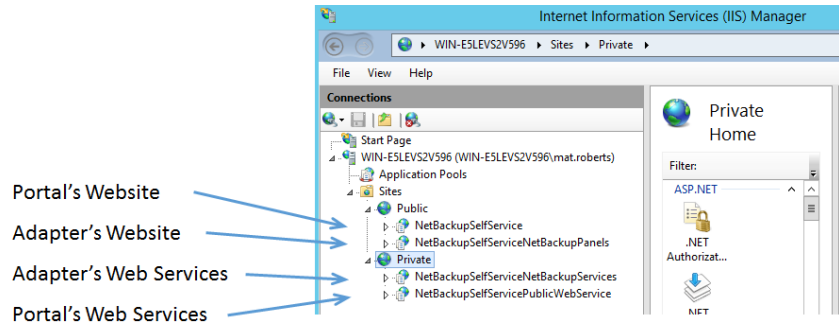 Internet Information Services (IIS) Manager
WIN-E5LEVS2V596 Sites Private
File View Help
Connections
Start Page
WIN-E5LEVS2V596 (WIN-E5LEVS2V596\mat.roberts)
Application Pools
Sites
Public
NetBackupSelfService
NetBackupSelfServiceNetBackupPanels
Private
NetBackupSelfServiceNetBackupServices
NetBackupSelfServicePublicWebService
Private
Home
Filter:
ASP.NET
.NET
Authorizat...
.NET
Portal's Website
Adapter's Website
Adapter's Web Services
Portal's Web Services